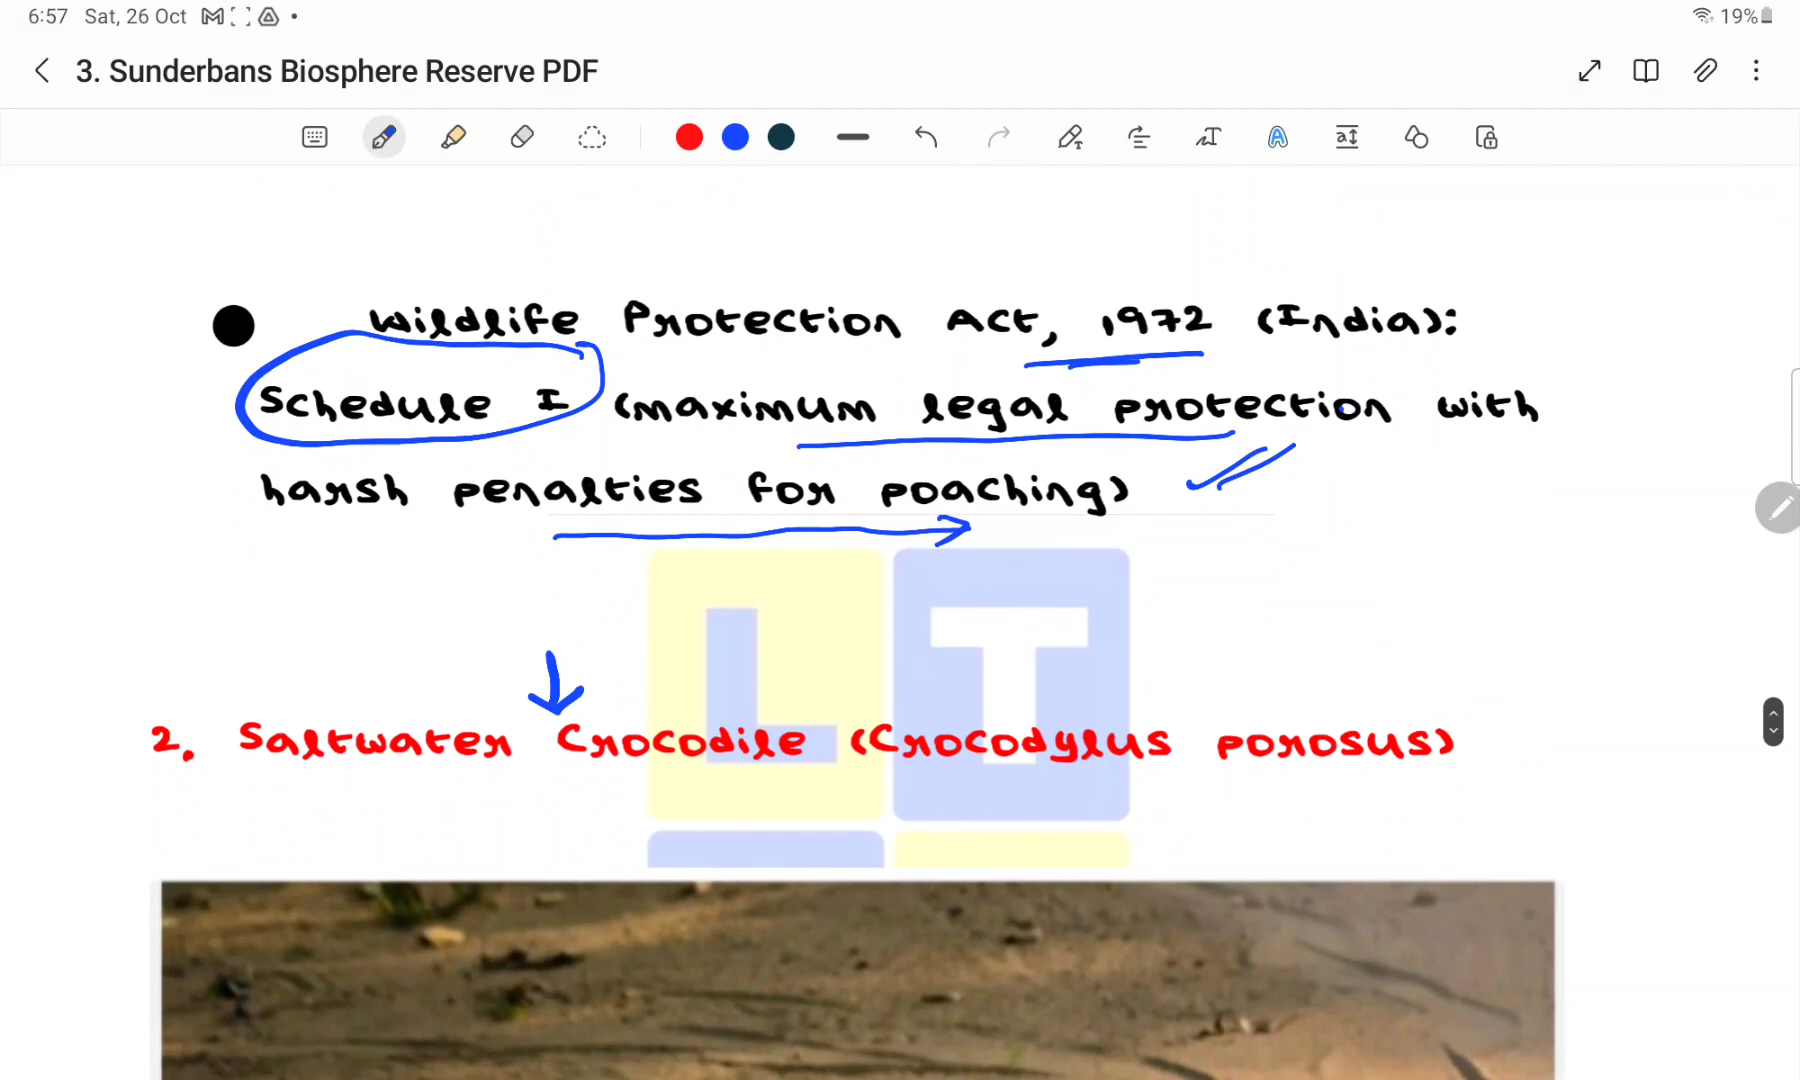 6:57 Sat, 26 Oct 19%
3. Sunderbans Biosphere Reserve PDF
Wildlife Protection Act, 1972 (India):
Schedule I (maximum legal protection with
harsh penalties for poaching)
LT
2. Saltwater Crocodile (Crocodylus porosus)